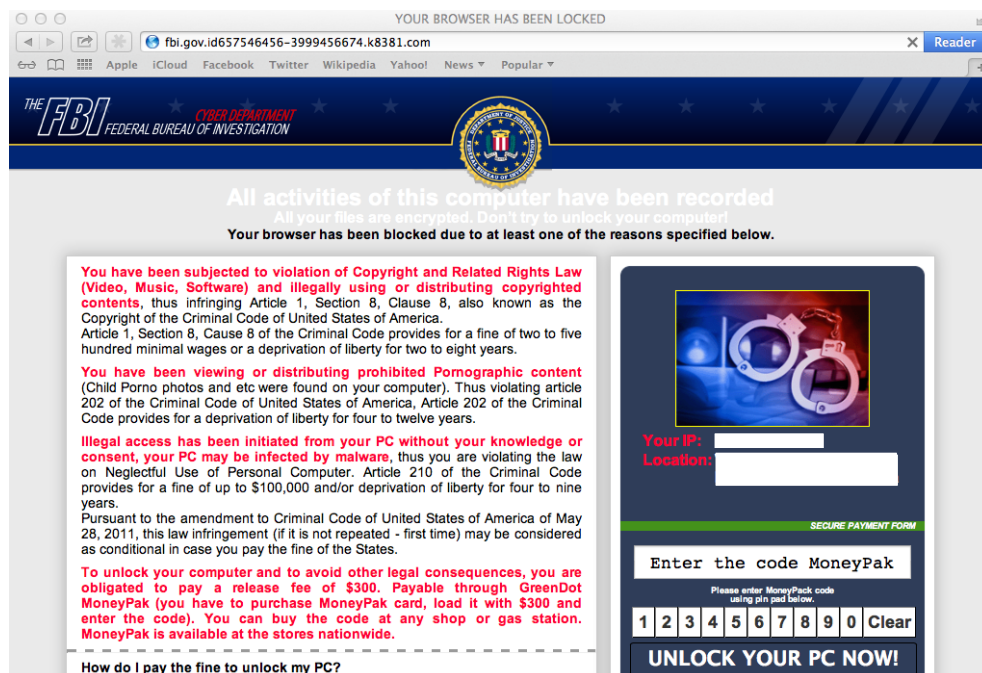 YOUR BROWSER HAS BEEN LOCKED
fbi.gov.id657546456-3999456674.k8381.com
Reader
Apple iCloud Facebook Twitter Wikipedia Yahoo! News Popular
THE FBI CYBER DEPARTMENT
FEDERAL BUREAU OF INVESTIGATION
DEPARTMENT OF JUSTICE
FEDERAL BUREAU OF INVESTIGATION
All activities of this computer have been recorded
All your files are encrypted. Don't try to unlock your computer!
Your browser has been blocked due to at least one of the reasons specified below.
You have been subjected to violation of Copyright and Related Rights Law
(Video, Music, Software) and illegally using or distributing copyrighted
contents, thus infringing Article 1, Section 8, Clause 8, also known as the
Copyright of the Criminal Code of United States of America.
Article 1, Section 8, Cause 8 of the Criminal Code provides for a fine of two to five
hundred minimal wages or a deprivation of liberty for two to eight years.
You have been viewing or distributing prohibited Pornographic content
(Child Porno photos and etc were found on your computer). Thus violating article
202 of the Criminal Code of United States of America, Article 202 of the Criminal
Code provides for a deprivation of liberty for four to twelve years.
Illegal access has been initiated from your PC without your knowledge or
consent, your PC may be infected by malware, thus you are violating the law
on Neglectful Use of Personal Computer. Article 210 of the Criminal Code
provides for a fine of up to $100,000 and/or deprivation of liberty for four to nine
years.
Pursuant to the amendment to Criminal Code of United States of America of May
28, 2011, this law infringement (if it is not repeated - first time) may be considered
as conditional in case you pay the fine of the States.
To unlock your computer and to avoid other legal consequences, you are
obligated to pay a release fee of $300. Payable through GreenDot
MoneyPak (you have to purchase MoneyPak card, load it with $300 and
enter the code). You can buy the code at any shop or gas station.
MoneyPak is available at the stores nationwide.
How do I pay the fine to unlock my PC?
Your IP:
Location:
SECURE PAYMENT FORM
Enter the code MoneyPak
Please enter MoneyPack code
using pin pad below.
1 2 3 4 5 6 7 8 9 0 Clear
UNLOCK YOUR PC NOW!